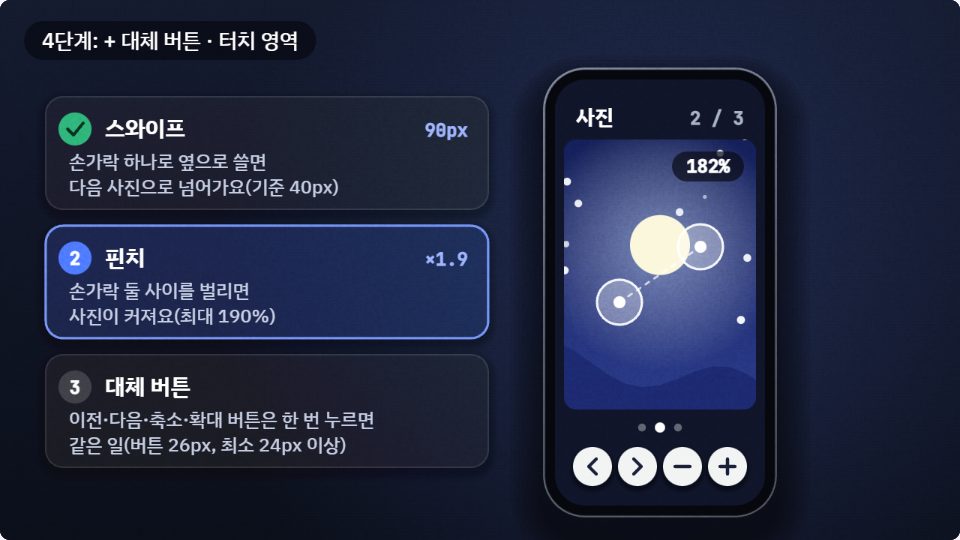 4단계: + 대체 버튼 · 터치 영역
스와이프
90px
손가락 하나로 옆으로 쓸면
다음 사진으로 넘어가요(기준 40px)
2
핀치
×1.9
손가락 둘 사이를 벌리면
사진이 커져요(최대 190%)
3
대체 버튼
이전·다음·축소·확대 버튼은 한 번 누르면
같은 일(버튼 26px, 최소 24px 이상)
사진
2 / 3
182%